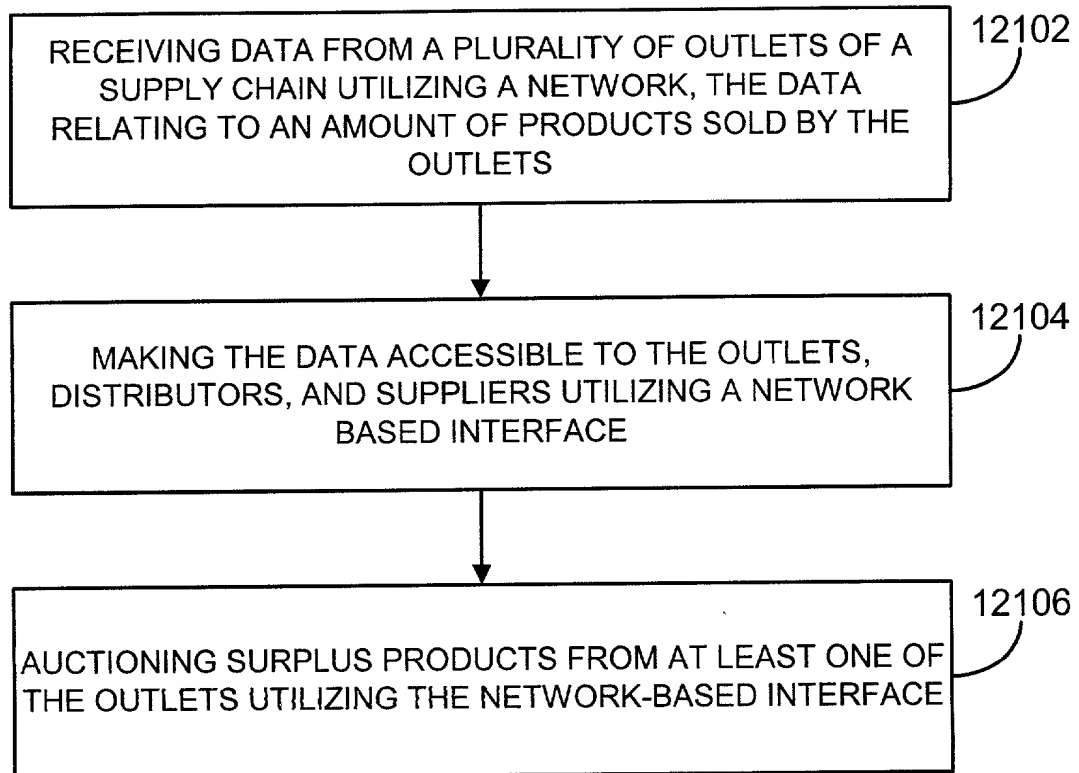 RECEIVING DATA FROM A PLURALITY OF OUTLETS OF A
SUPPLY CHAIN UTILIZING A NETWORK, THE DATA
RELATING TO AN AMOUNT OF PRODUCTS SOLD BY THE
OUTLETS
12102
MAKING THE DATA ACCESSIBLE TO THE OUTLETS,
DISTRIBUTORS, AND SUPPLIERS UTILIZING A NETWORK
BASED INTERFACE
12104
AUCTIONING SURPLUS PRODUCTS FROM AT LEAST ONE OF
THE OUTLETS UTILIZING THE NETWORK-BASED INTERFACE
12106